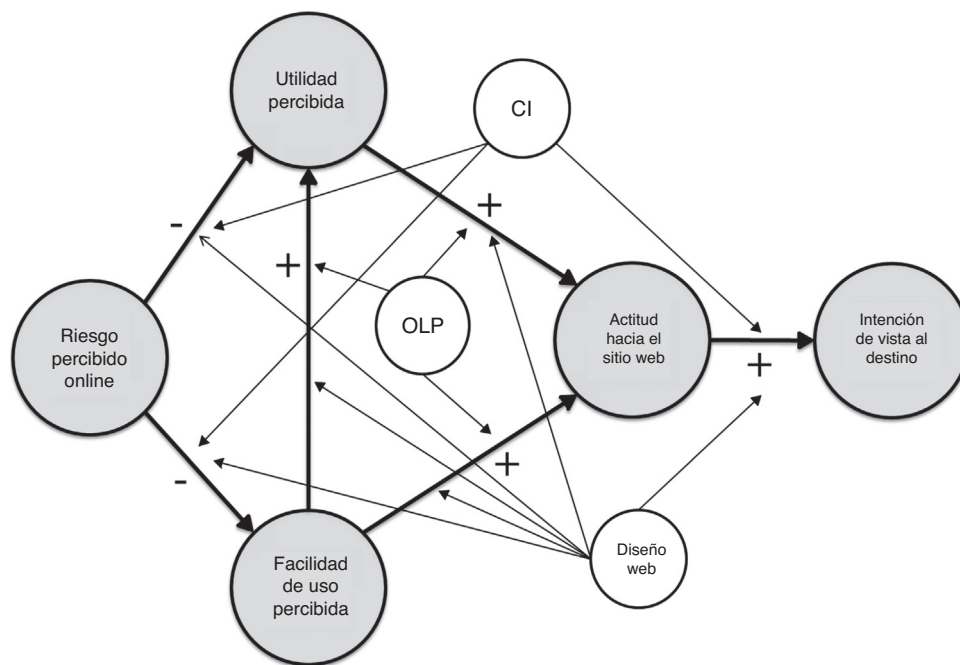 Utilidad
percibida
CI
+
-
+
OLP
Riesgo
percibido
online
Actitud
hacia el
sitio web
Intención
de vista al
destino
+
+
-
Diseño
web
Facilidad
de uso
percibida